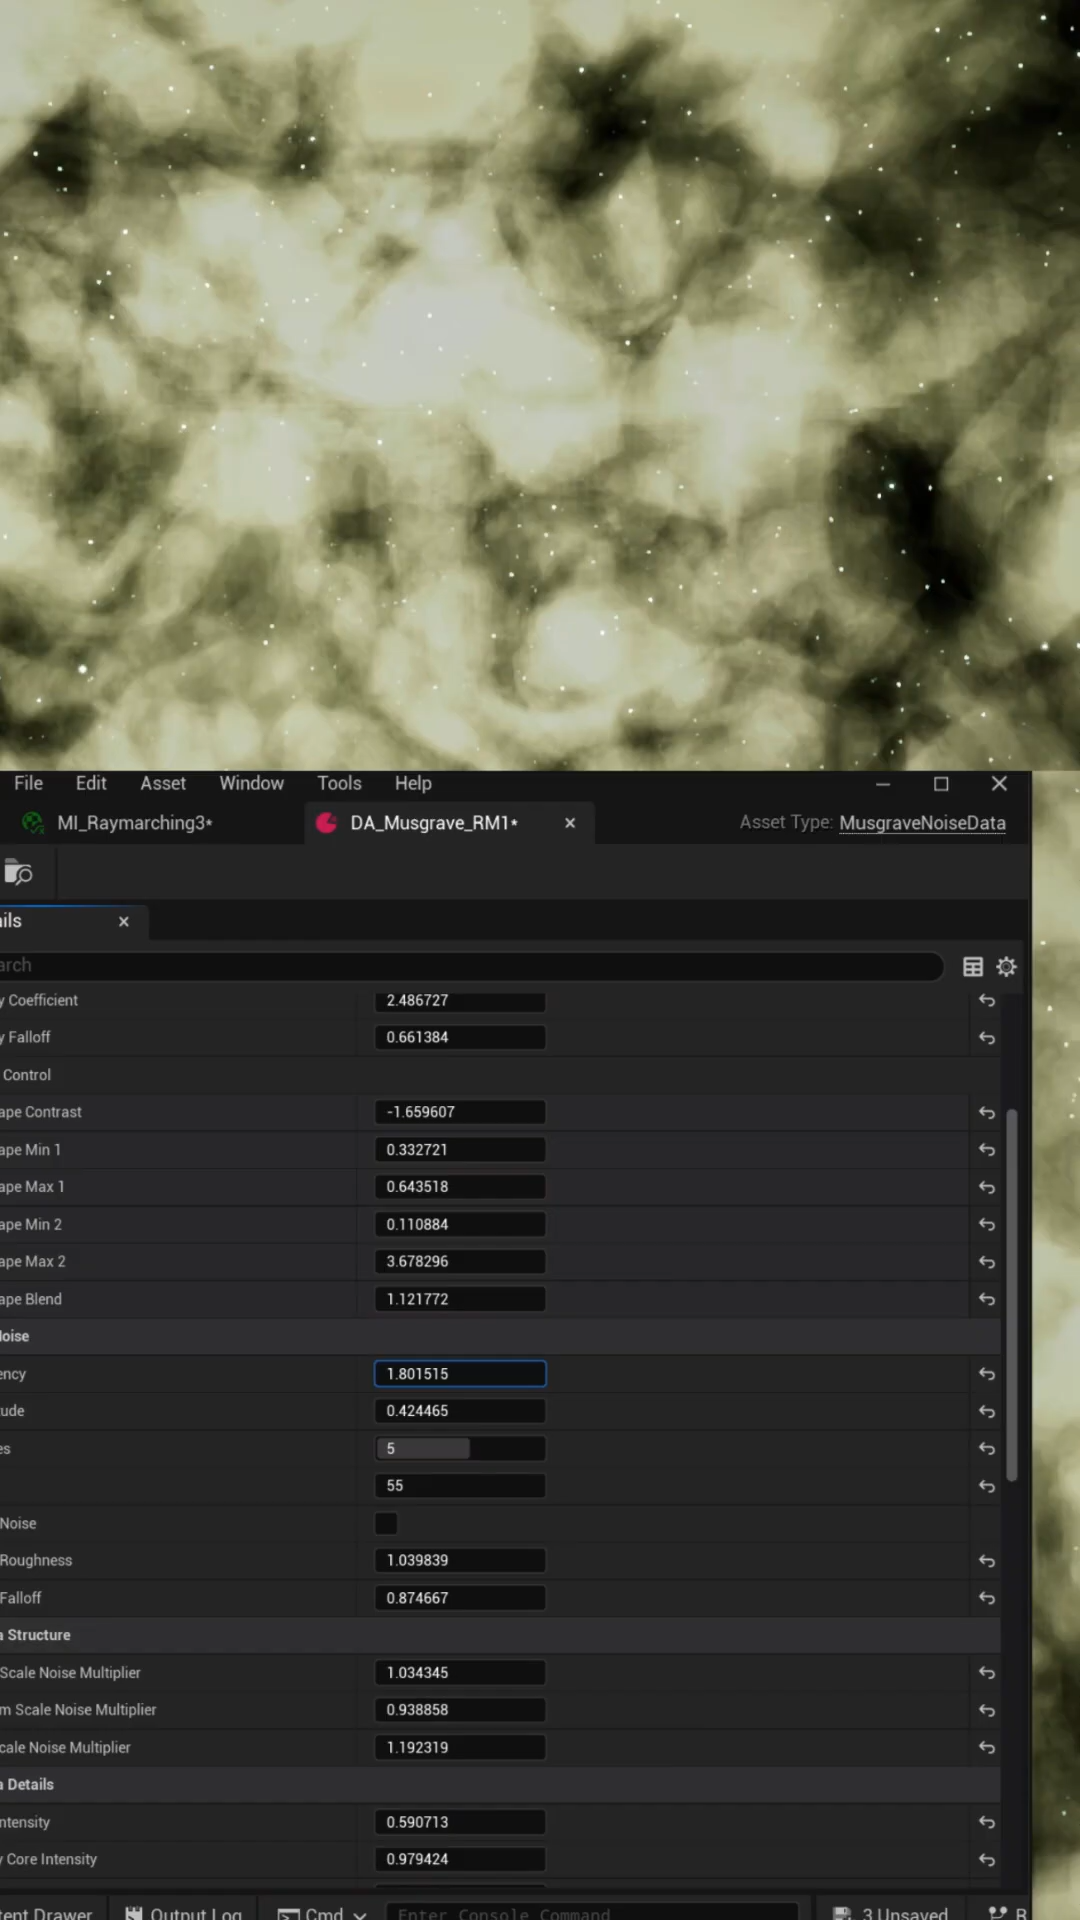 File Edit Asset Window Tools Help
MI_Raymarching3* DA_Musgrave_RM1* Asset Type: MusgraveNoiseData
ils
arch
y Coefficient 2.486727
y Falloff 0.661384
Control
ape Contrast -1.659607
ape Min 1 0.332721
ape Max 1 0.643518
ape Min 2 0.110884
ape Max 2 3.678296
ape Blend 1.121772
oise
ency 1.801515
ude 0.424465
es 5
55
Noise
Roughness 1.039839
Falloff 0.874667
a Structure
Scale Noise Multiplier 1.034345
m Scale Noise Multiplier 0.938858
cale Noise Multiplier 1.192319
a Details
ntensity 0.590713
y Core Intensity 0.979424
tent Drawer Output Log Cmd Enter Console Command 3 Unsaved R